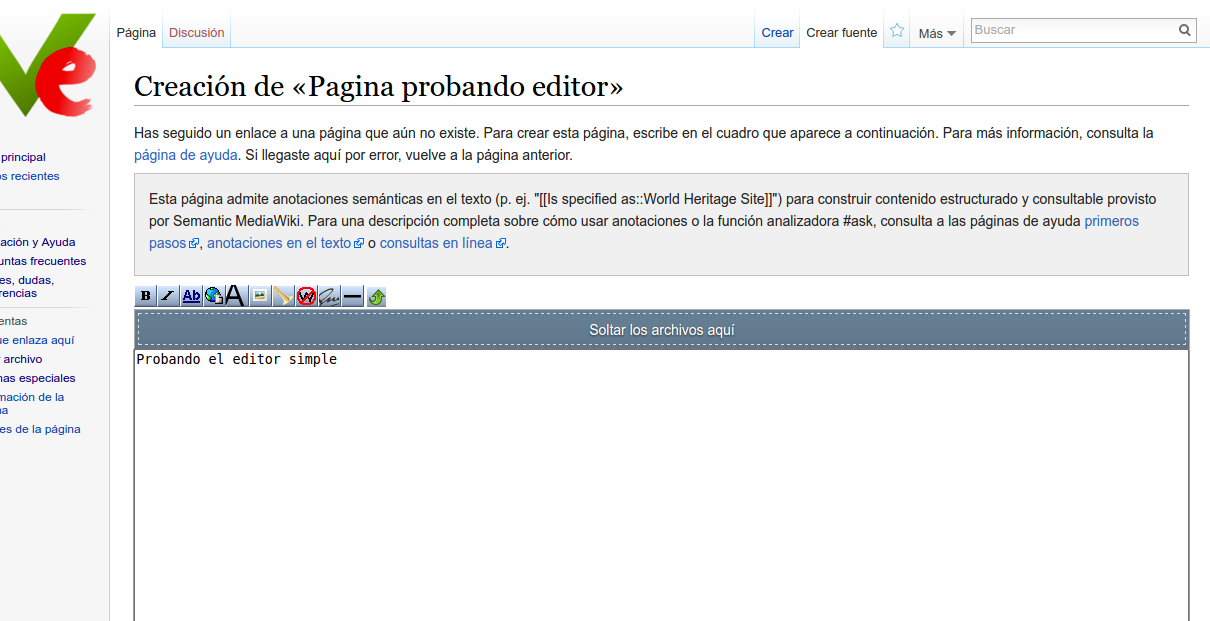 Página Discusión Crear Crear fuente Más Buscar
Creación de «Pagina probando editor»
Has seguido un enlace a una página que aún no existe. Para crear esta página, escribe en el cuadro que aparece a continuación. Para más información, consulta la
página de ayuda. Si llegaste aquí por error, vuelve a la página anterior.
Esta página admite anotaciones semánticas en el texto (p. ej. "[[Is specified as::World Heritage Site]]") para construir contenido estructurado y consultable provisto
por Semantic MediaWiki. Para una descripción completa sobre cómo usar anotaciones o la función analizadora #ask, consulta a las páginas de ayuda primeros
pasos, anotaciones en el texto o consultas en línea.
B I Ab A W
Soltar los archivos aquí
Probando el editor simple
ve
principal
os recientes
ación y Ayuda
untas frecuentes
es, dudas,
rencias
entas
ue enlaza aquí
r archivo
nas especiales
mación de la
na
es de la página